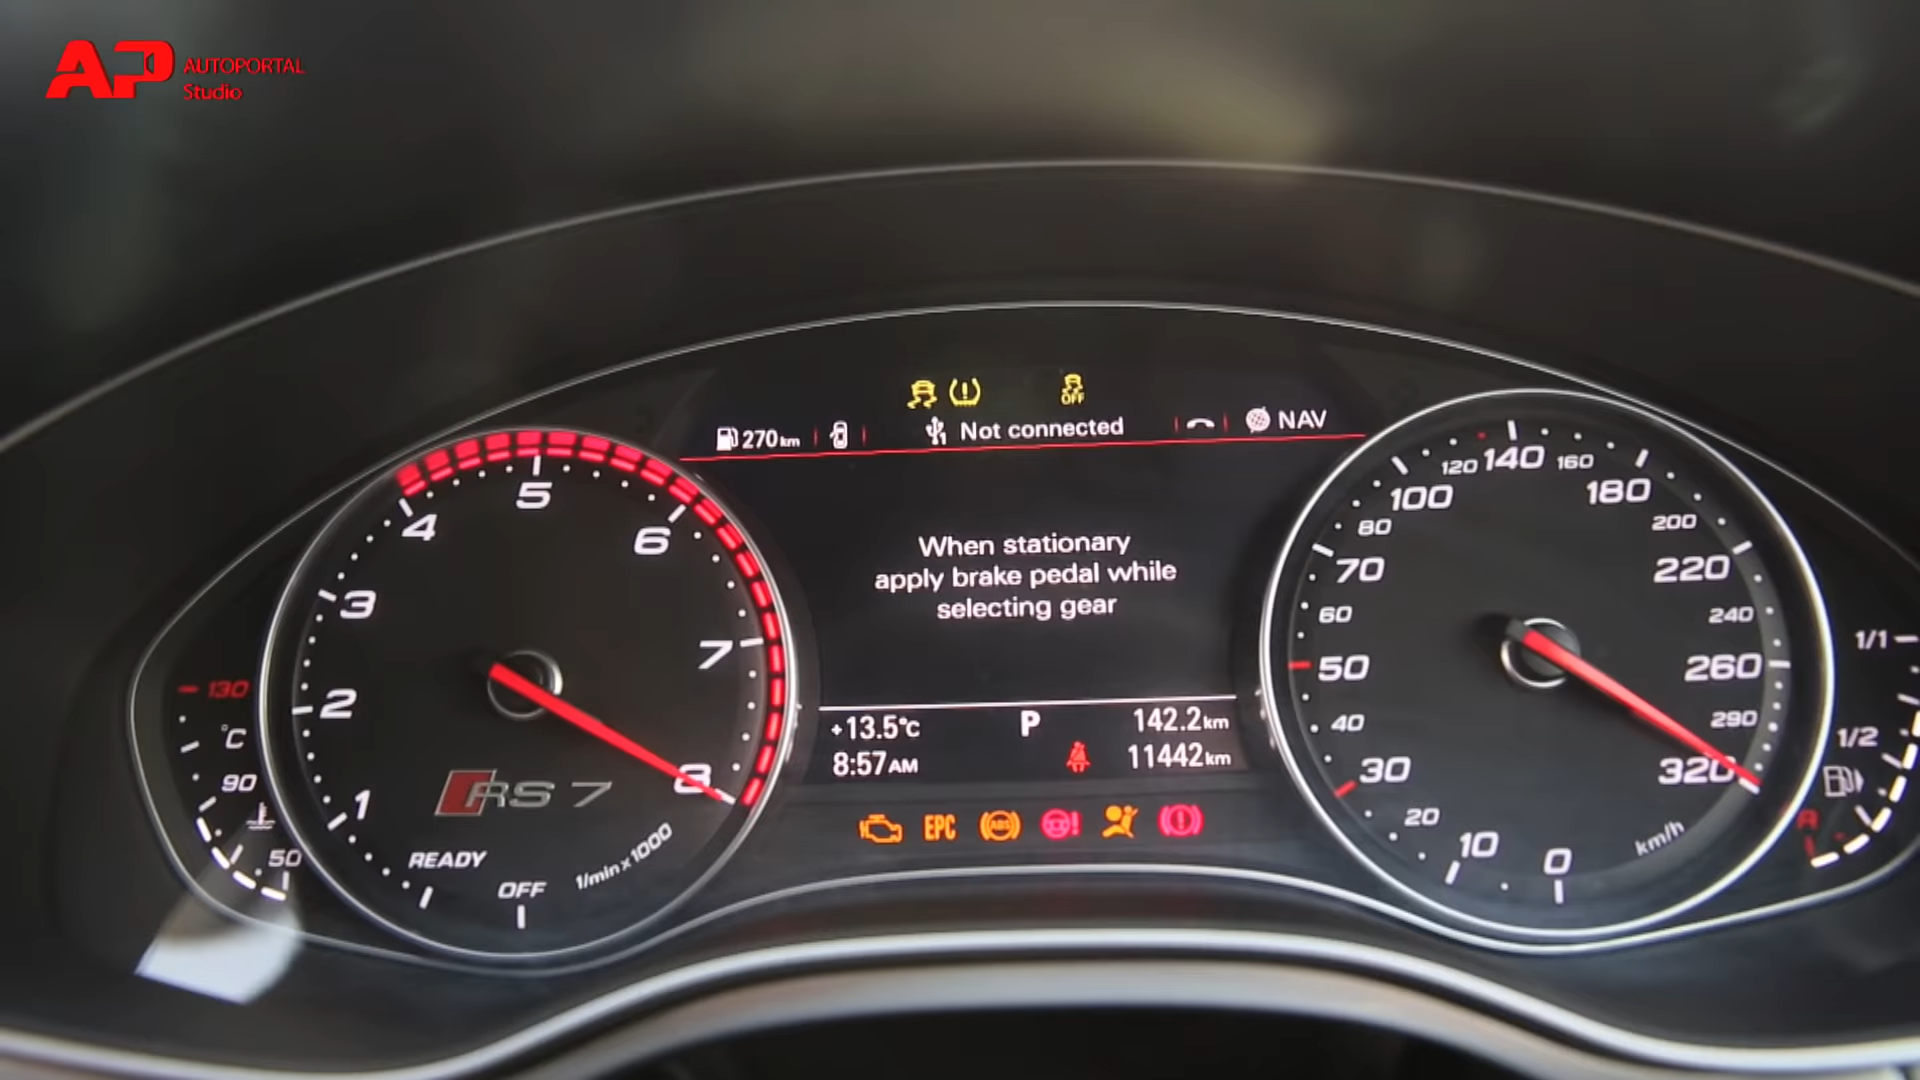 AP AUTOPORTAL
Studio
OFF
270km
Not connected
NAV
When stationary
apply brake pedal while
selecting gear
+13.5°C P 142.2km
8:57AM 11442km
EPC ABS
4 5 6
3 7
2 8
1
RS 7
READY
OFF
1/min x 1000
130
°C
90
50
120 140 160
100 180
80 200
70 220
60 240
50 260
40 290
30 320
20
10 0
km/h
1/1
1/2
R